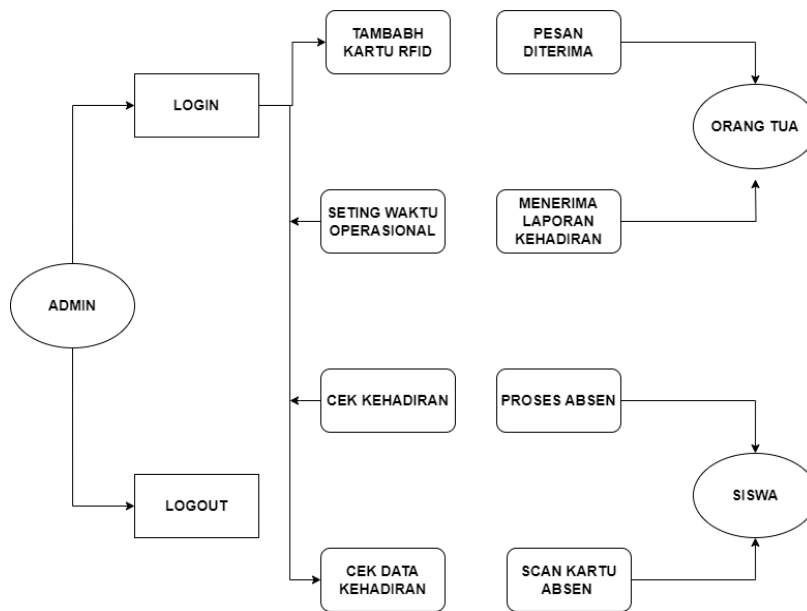 TAMBABH
KARTU RFID
PESAN
DITERIMA
LOGIN
ORANG TUA
SETING WAKTU
OPERASIONAL
MENERIMA
LAPORAN
KEHADIRAN
ADMIN
CEK KEHADIRAN
PROSES ABSEN
LOGOUT
SISWA
CEK DATA
KEHADIRAN
SCAN KARTU
ABSEN